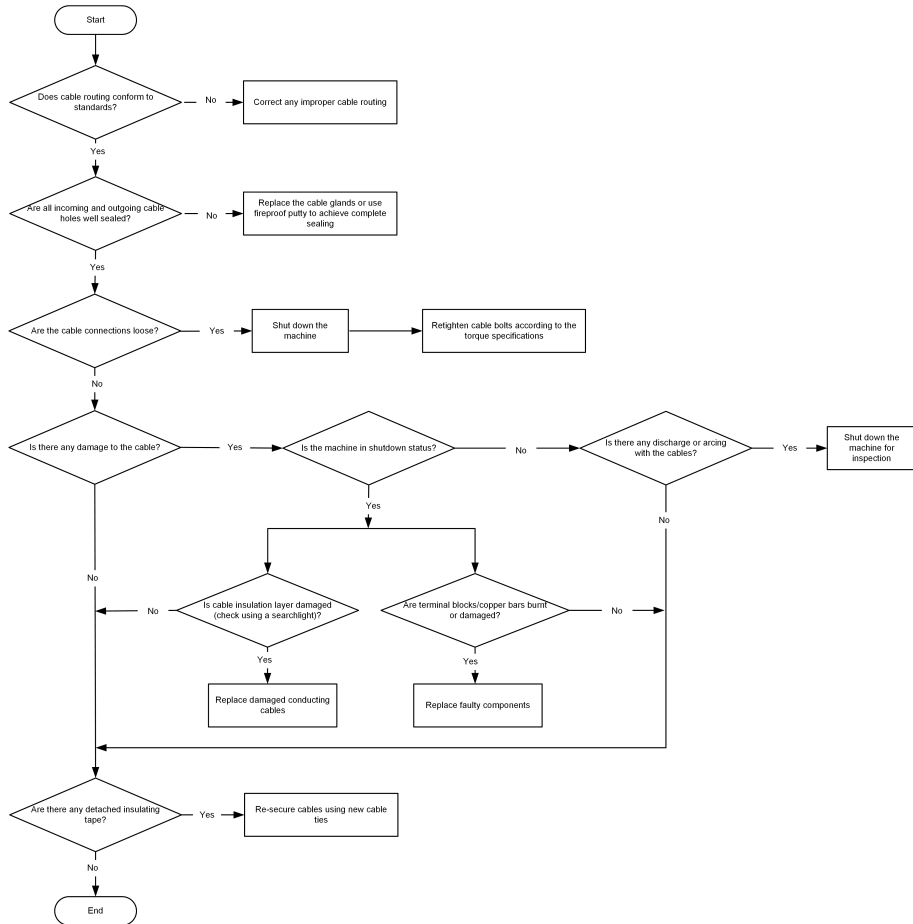 Start
Does cable routing conform to
standards?
No
Correct any improper cable routing
Yes
Are all incoming and outgoing cable
holes well sealed?
No
Replace the cable glands or use
fireproof putty to achieve complete
sealing
Yes
Are the cable connections loose?
Yes
Shut down the
machine
Retighten cable bolts according to the
torque specifications
No
Is there any damage to the cable?
Yes
Is the machine in shutdown status?
No
Is there any discharge or arcing
with the cables?
Yes
Shut down the
machine for
inspection
Yes
No
No
Is cable insulation layer damaged
(check using a searchlight)?
No
Are terminal blocks/copper bars burnt
or damaged?
No
Yes
Yes
Replace damaged conducting
cables
Replace faulty components
Are there any detached insulating
tape?
Yes
Re-secure cables using new cable
ties
No
End